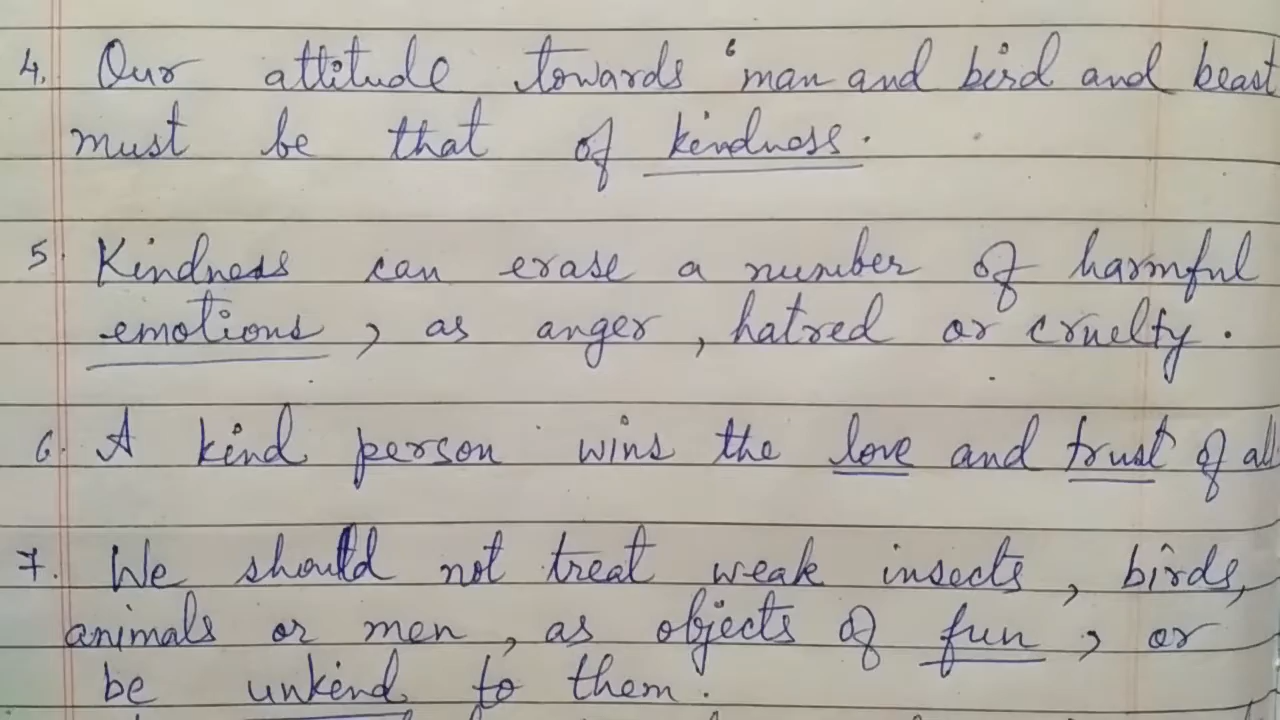 4. Our attitude towards 'man and bird and beast
must be that of kindness.
5. Kindness can erase a number of harmful
emotions, as anger, hatred or cruelty.
6. A kind person wins the love and trust of all
7. We should not treat weak insects, birds,
animals or men, as objects of fun, or
be unkind to them.